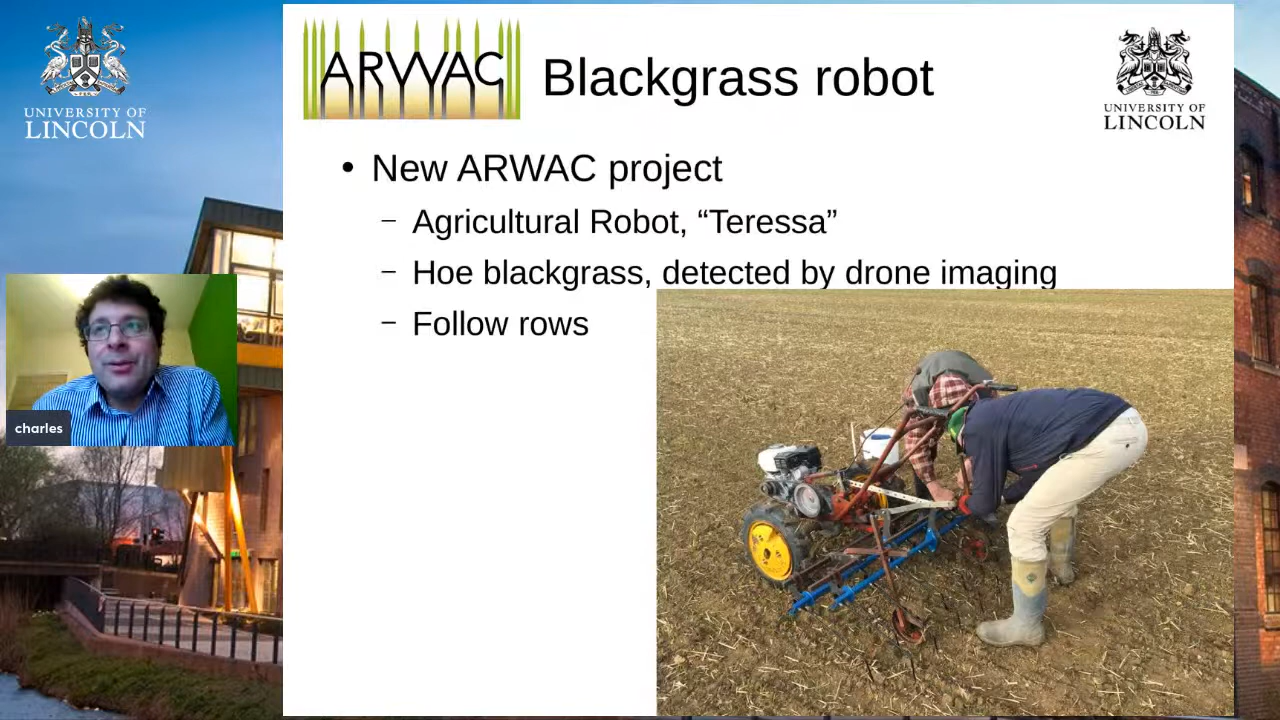 UNIVERSITY OF
LINCOLN
ARWAC
Blackgrass robot
UNIVERSITY OF
LINCOLN
• New ARWAC project
– Agricultural Robot, “Teressa”
– Hoe blackgrass, detected by drone imaging
– Follow rows
charles